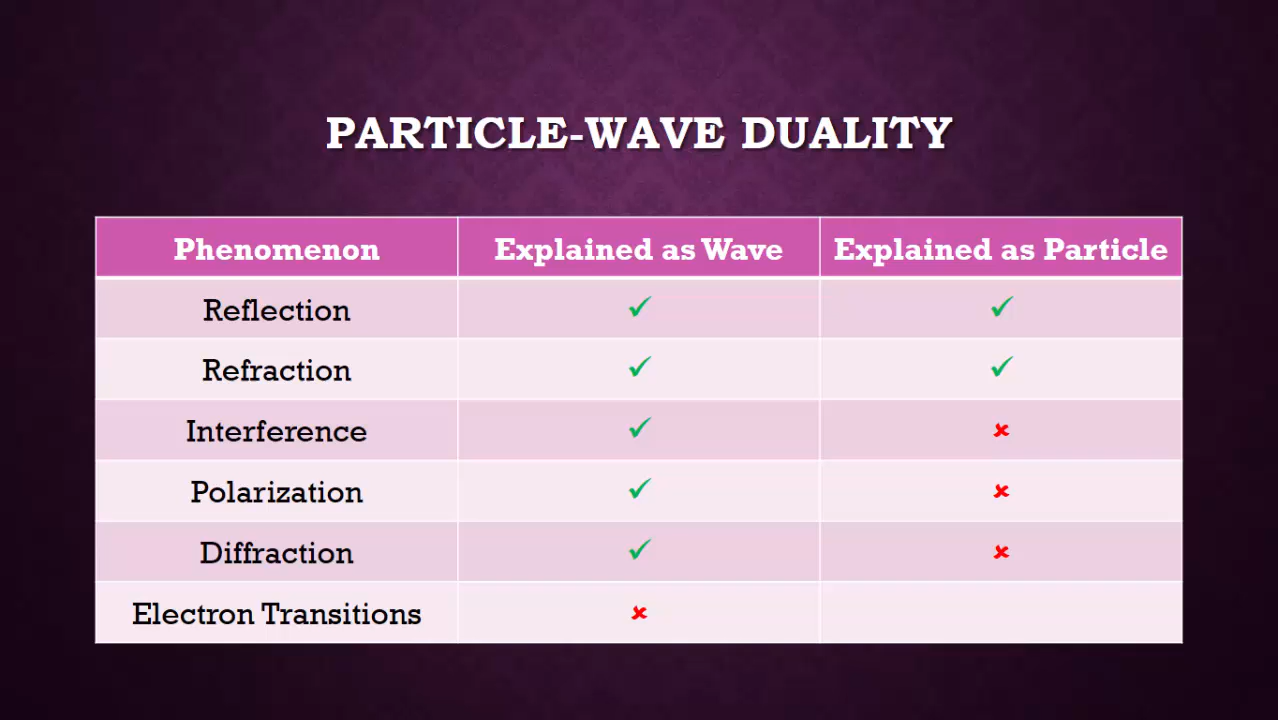 PARTICLE-WAVE DUALITY
Phenomenon Explained as Wave Explained as Particle
Reflection ✓ ✓
Refraction ✓ ✓
Interference ✓ ✗
Polarization ✓ ✗
Diffraction ✓ ✗
Electron Transitions ✗